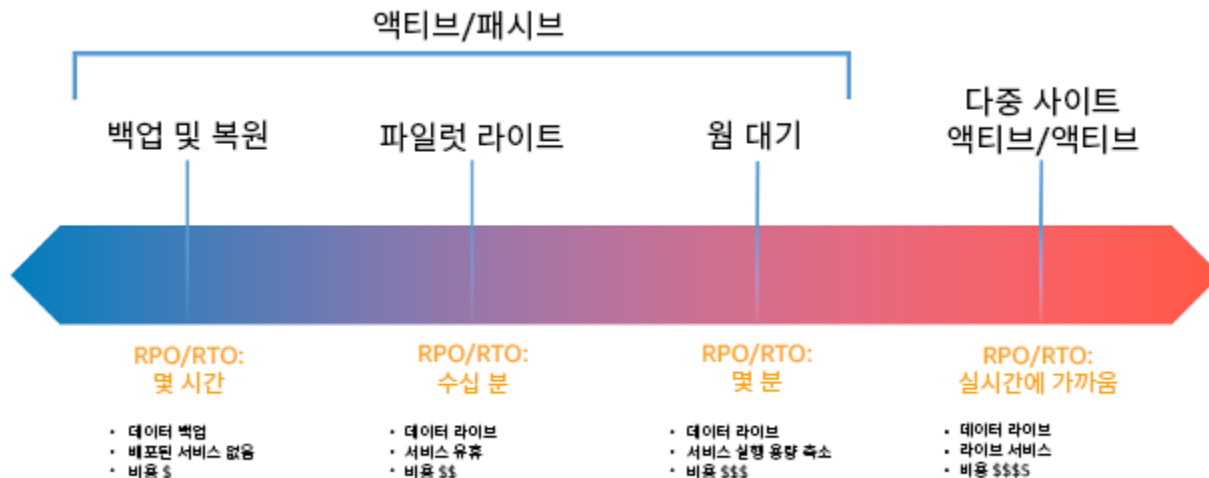 액티브/패시브
백업 및 복원
파일럿 라이트
웜 대기
다중 사이트
액티브/액티브
RPO/RTO:
몇 시간
RPO/RTO:
수십 분
RPO/RTO:
몇 분
RPO/RTO:
실시간에 가까움
• 데이터 백업
• 배포된 서비스 없음
• 비용 $
• 데이터 라이브
• 서비스 유휴
• 비용 $$
• 데이터 라이브
• 서비스 실행 용량 축소
• 비용 $$$
• 데이터 라이브
• 라이브 서비스
• 비용 $$$$